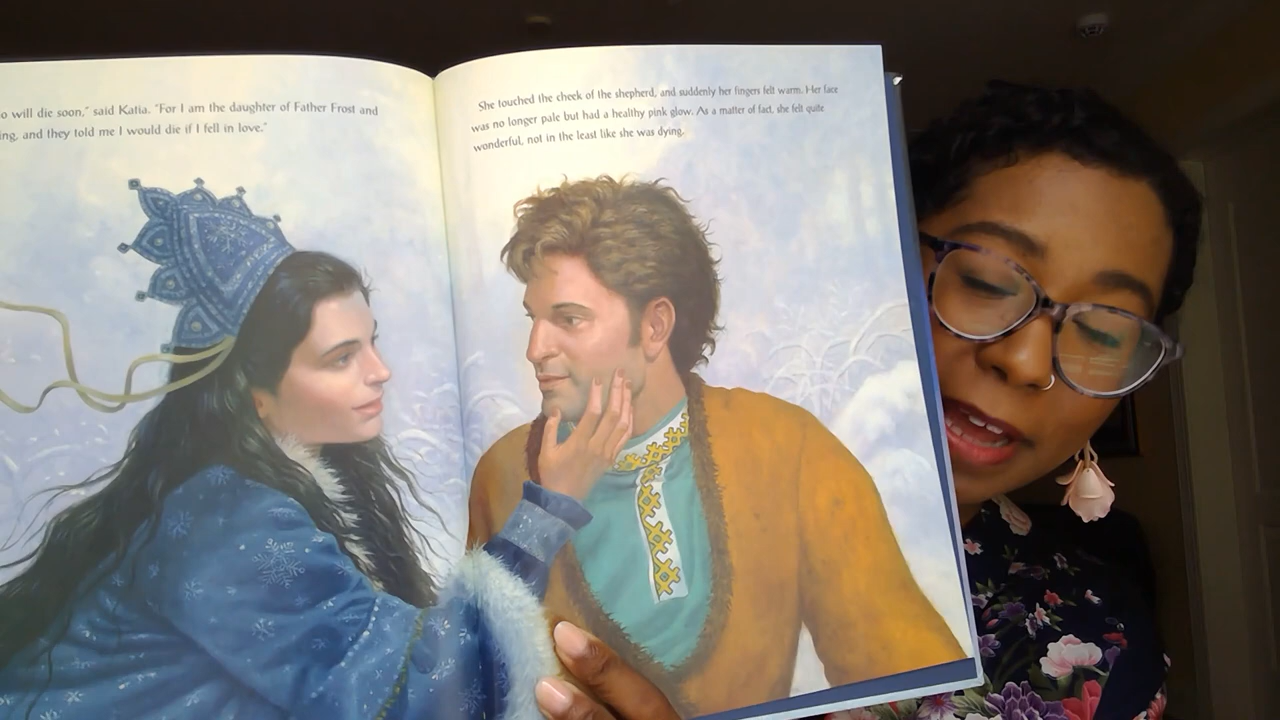 o will die soon," said Katia. "For I am the daughter of Father Frost and
ing, and they told me I would die if I fell in love."
She touched the cheek of the shepherd, and suddenly her fingers felt warm. Her face
was no longer pale but had a healthy pink glow. As a matter of fact, she felt quite
wonderful, not in the least like she was dying.